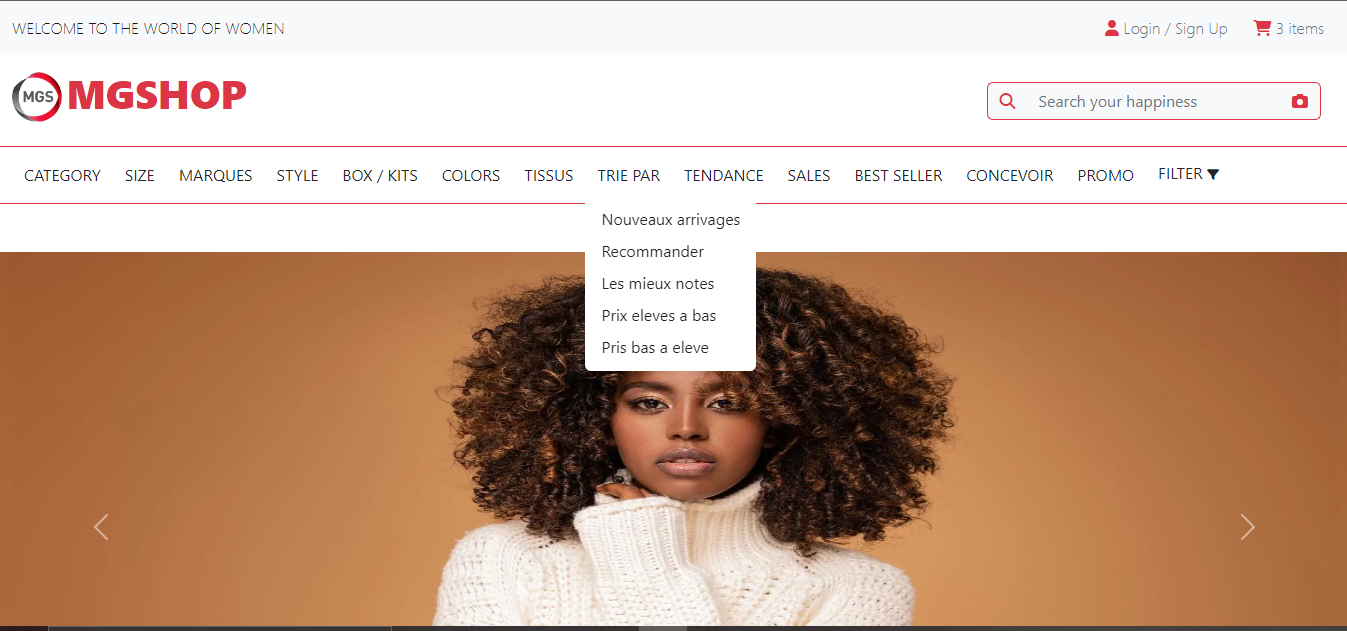 WELCOME TO THE WORLD OF WOMEN
Login / Sign Up
3 items
MGS MGSHOP
Search your happiness
CATEGORY SIZE MARQUES STYLE BOX / KITS COLORS TISSUS TRIE PAR TENDANCE SALES BEST SELLER CONCEVOIR PROMO FILTER
Nouveaux arrivages
Recommander
Les mieux notes
Prix eleves a bas
Pris bas a eleve